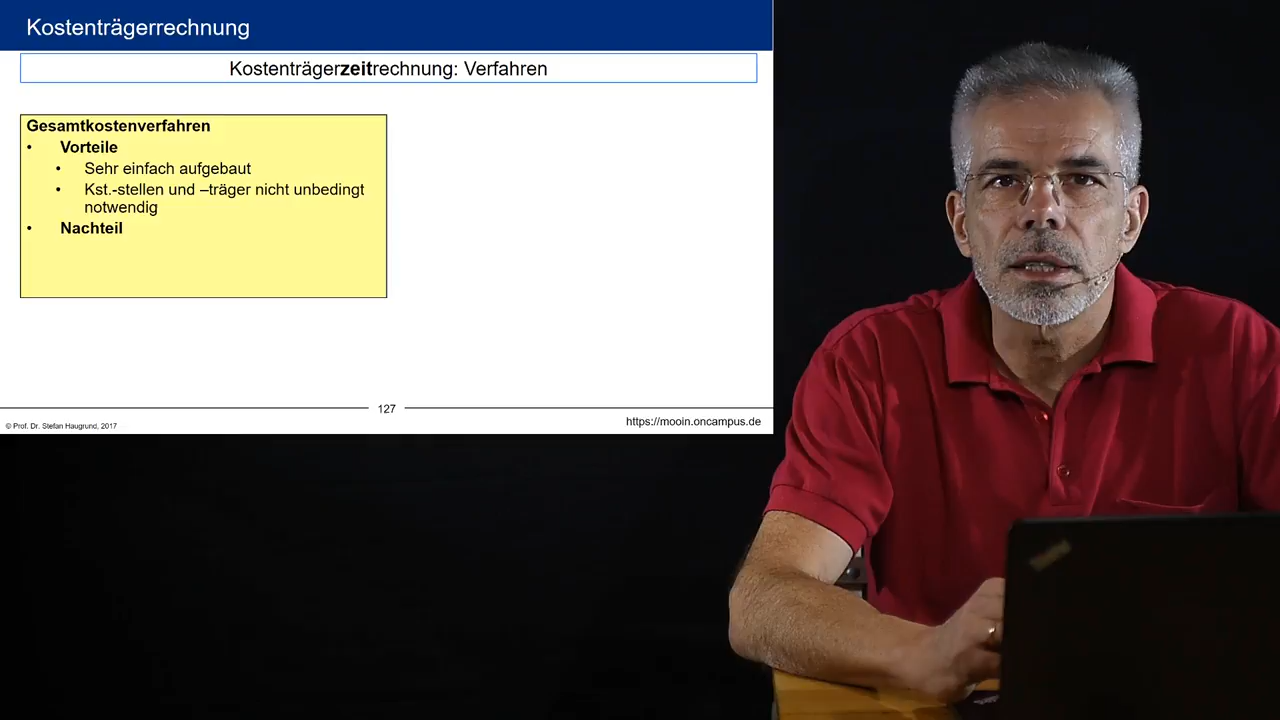 Kostenträgerrechnung
Kostenträgerzeitrechnung: Verfahren
Gesamtkostenverfahren
• Vorteile
• Sehr einfach aufgebaut
• Kst.-stellen und –träger nicht unbedingt
notwendig
• Nachteil
127
© Prof. Dr. Stefan Haugrund, 2017
https://mooin.oncampus.de